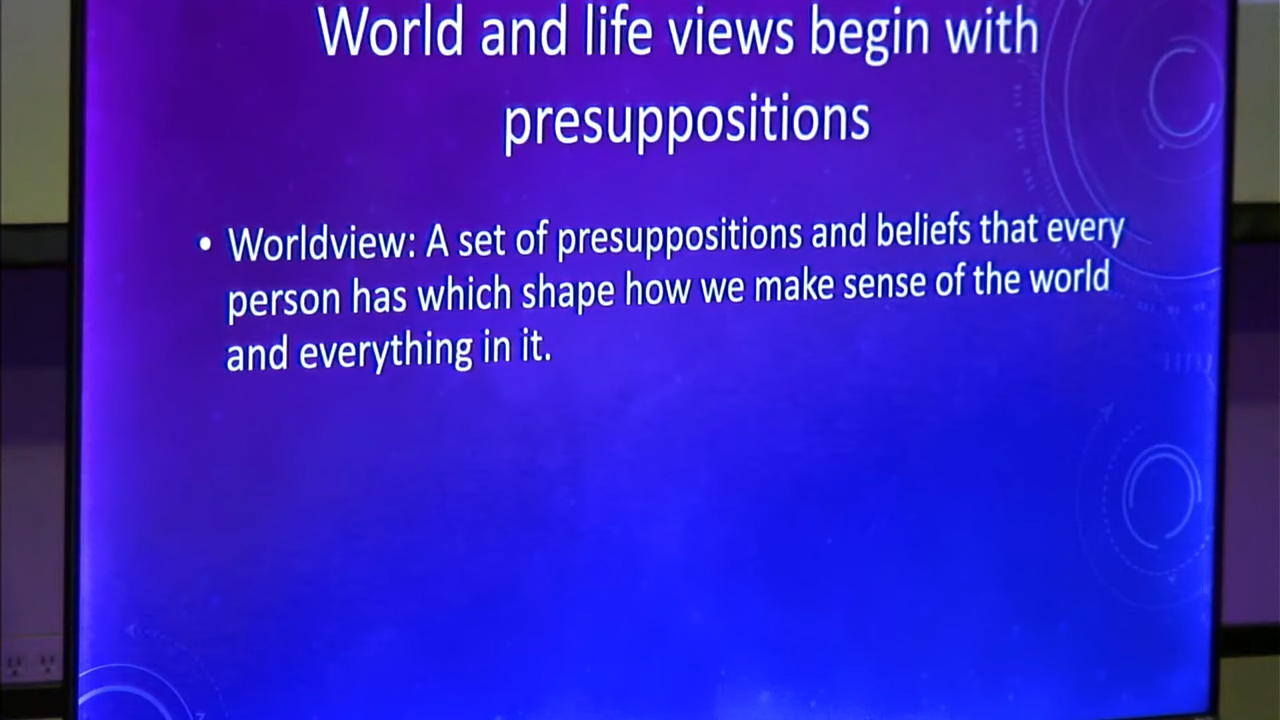 World and life views begin with
presuppositions
• Worldview: A set of presuppositions and beliefs that every
person has which shape how we make sense of the world
and everything in it.